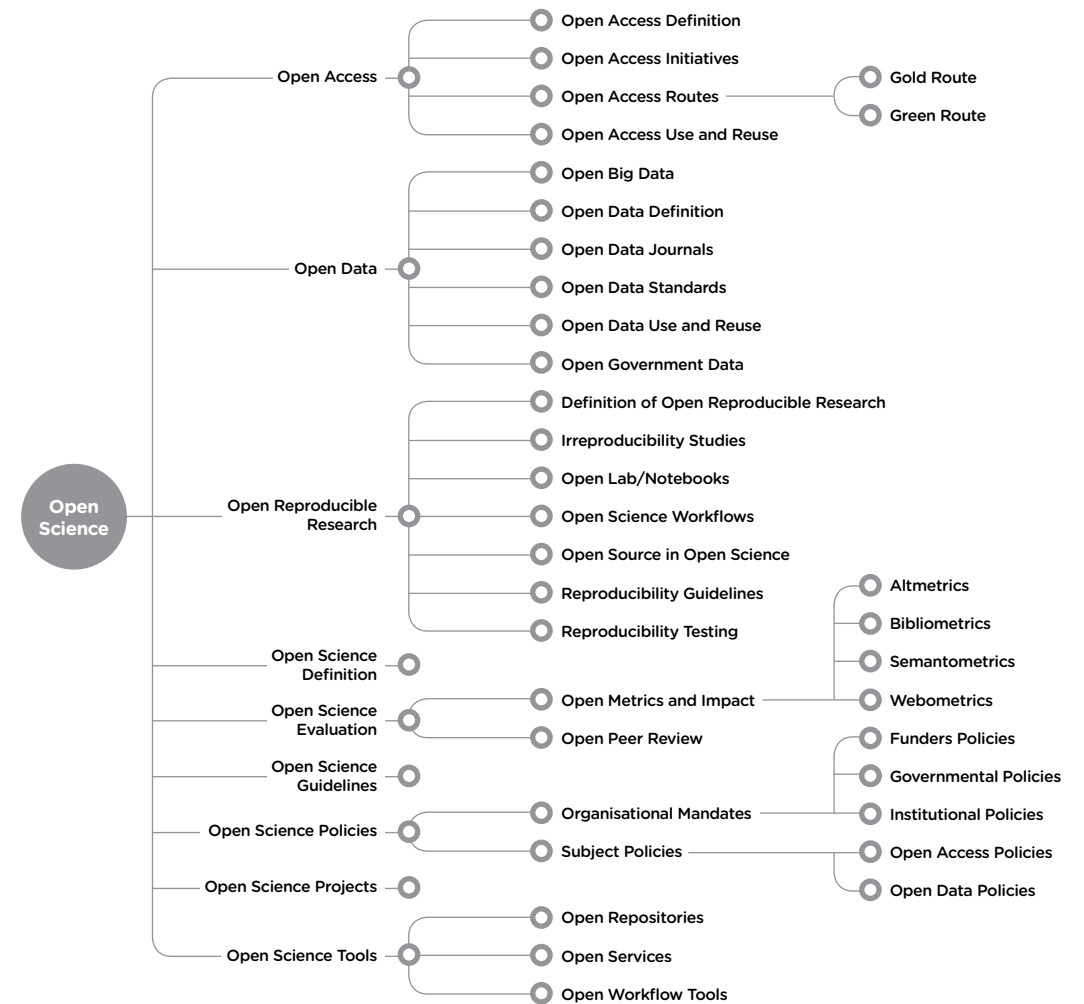 Open Access Definition
Open Access Initiatives
Open Access
Gold Route
Open Access Routes
Green Route
Open Access Use and Reuse
Open Big Data
Open Data Definition
Open Data Journals
Open Data
Open Data Standards
Open Data Use and Reuse
Open Government Data
Definition of Open Reproducible Research
Irreproducibility Studies
Open Lab/Notebooks
Open
Science
Open Reproducible
Research
Open Science Workflows
Open Source in Open Science
Reproducibility Guidelines
Reproducibility Testing
Altmetrics
Bibliometrics
Semantometrics
Webometrics
Open Science
Definition
Open Science
Evaluation
Open Metrics and Impact
Open Peer Review
Funders Policies
Governmental Policies
Institutional Policies
Open Science
Guidelines
Open Science Policies
Organisational Mandates
Subject Policies
Open Access Policies
Open Data Policies
Open Science Projects
Open Science Tools
Open Repositories
Open Services
Open Workflow Tools